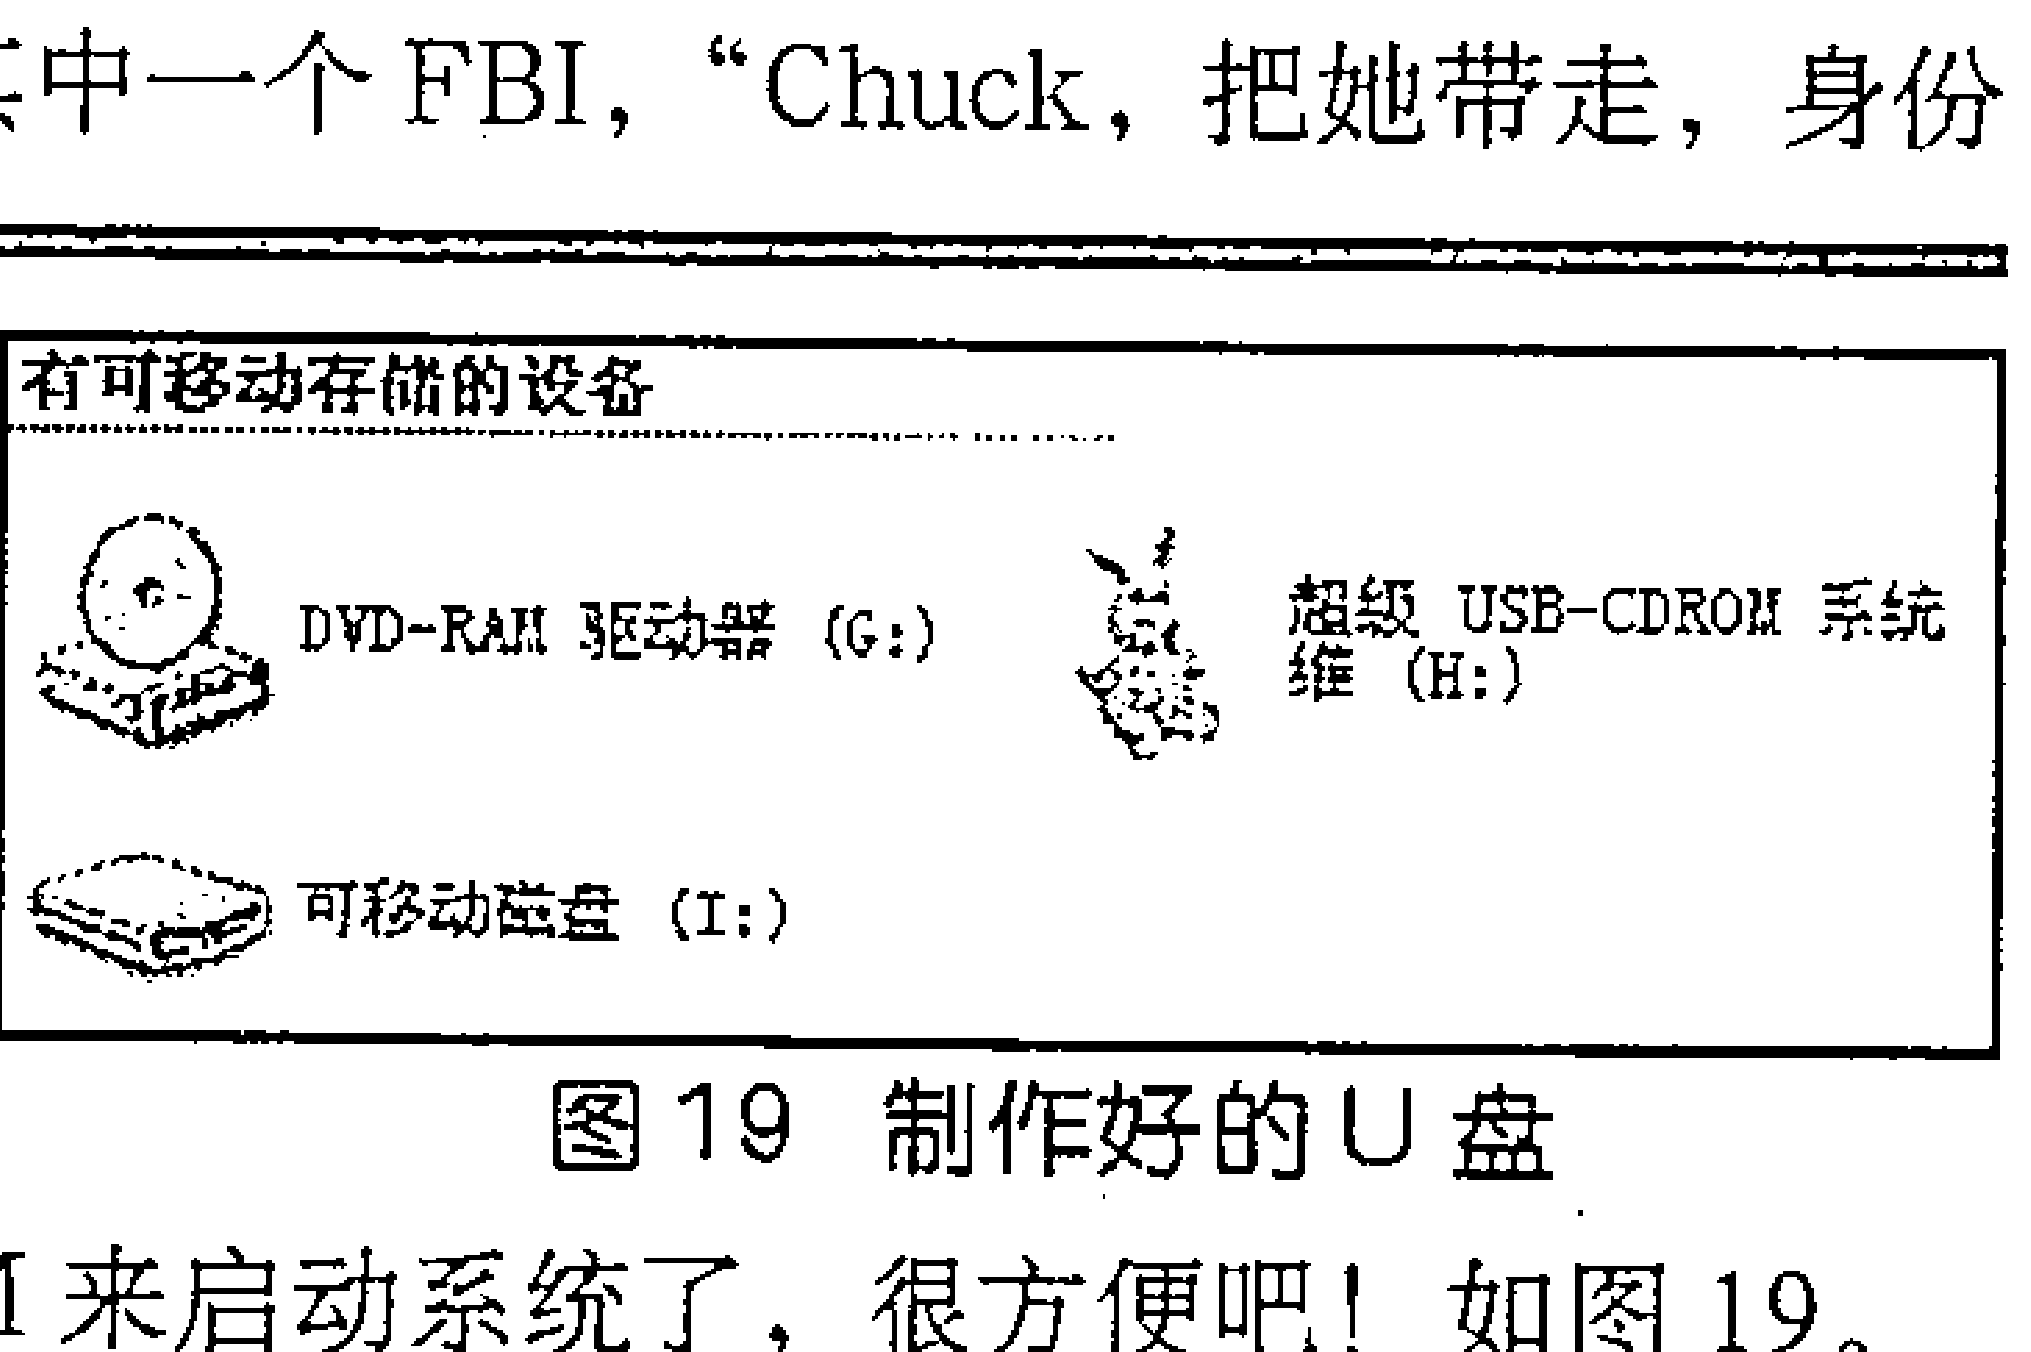 其中一个 FBI，“Chuck，把她带走，身份
有可移动存储的设备
DVD-RAM 驱动器 (G:)
超级 USB-CDROM 系统
维 (H:)
可移动磁盘 (I:)
图 19 制作好的 U 盘
来启动系统了，很方便吧！如图 19。